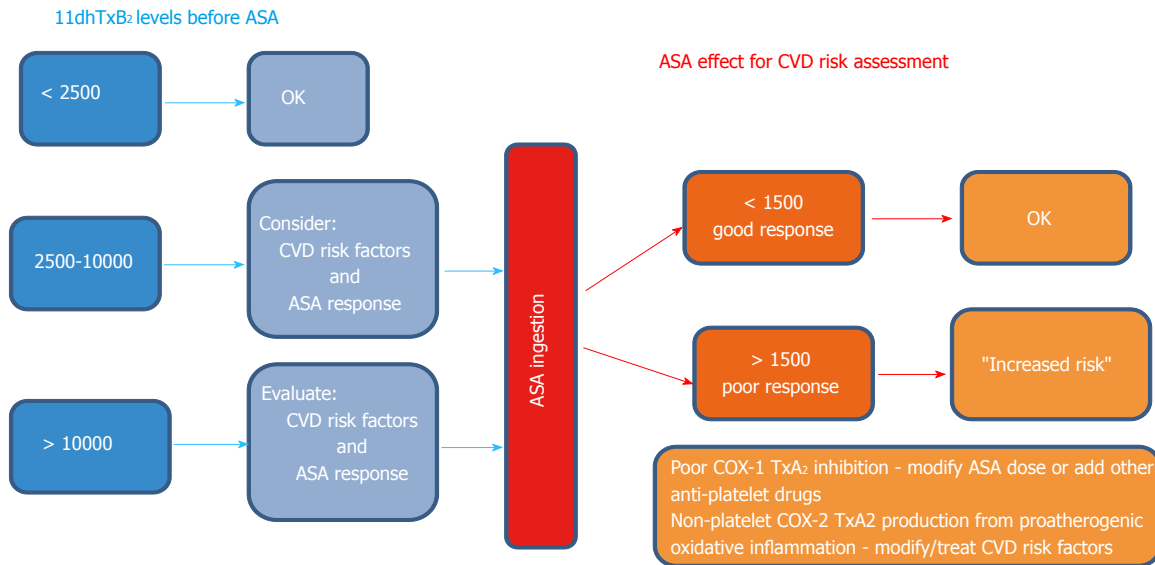 11dhTxB₂ levels before ASA
ASA effect for CVD risk assessment
< 2500
OK
2500-10000
Consider:
CVD risk factors
and
ASA response
> 10000
Evaluate:
CVD risk factors
and
ASA response
ASA ingestion
< 1500
good response
OK
> 1500
poor response
"Increased risk"
Poor COX-1 TxA₂ inhibition - modify ASA dose or add other
anti-platelet drugs
Non-platelet COX-2 TxA2 production from proatherogenic
oxidative inflammation - modify/treat CVD risk factors